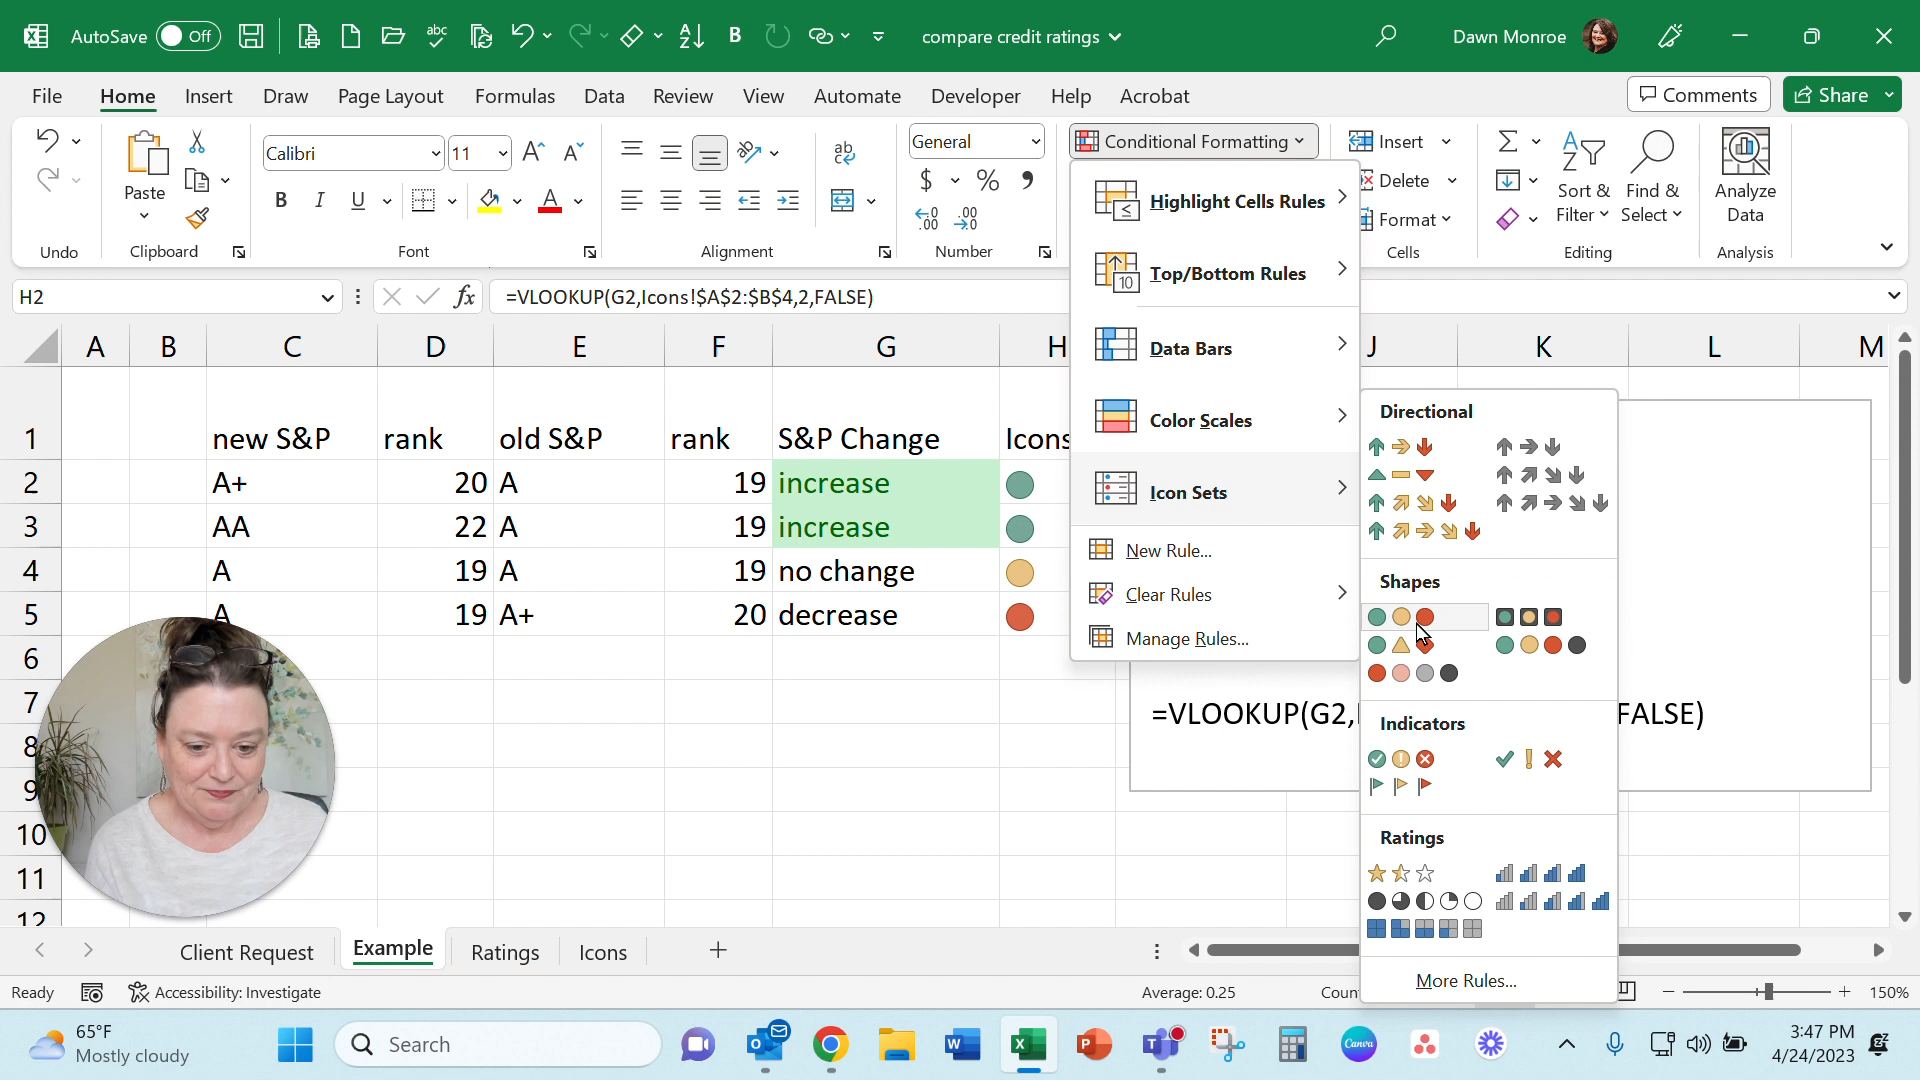 AutoSave Off
compare credit ratings
Dawn Monroe
File Home Insert Draw Page Layout Formulas Data Review View Automate Developer Help Acrobat
Comments Share
Calibri 11
General
Conditional Formatting
Insert
Delete
Format
Paste
Sort & Filter
Find & Select
Analyze Data
Undo Clipboard Font Alignment Number Cells Editing Analysis
H2
=VLOOKUP(G2,Icons!$A$2:$B$4,2,FALSE)
A B C D E F G H J K L M
1 new S&P rank old S&P rank S&P Change Icons
2 A+ 20 A 19 increase
3 AA 22 A 19 increase
4 A 19 A 19 no change
5 A 19 A+ 20 decrease
6
7
8
9
10
11
12
Highlight Cells Rules
Top/Bottom Rules
Data Bars
Color Scales
Icon Sets
New Rule...
Clear Rules
Manage Rules...
Directional
Shapes
Indicators
Ratings
More Rules...
=VLOOKUP(G2, FALSE)
Client Request Example Ratings Icons
Ready Accessibility: Investigate Average: 0.25 Coun 150%
65°F
Mostly cloudy
Search
Canva
3:47 PM
4/24/2023